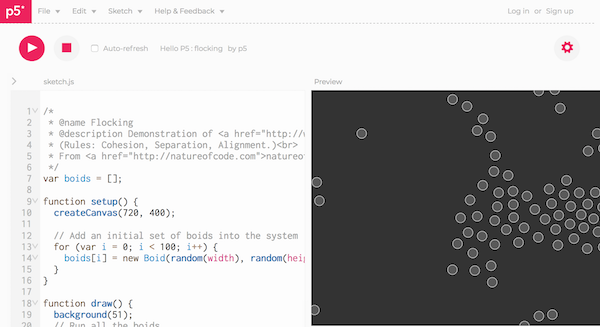 p5* File Edit Sketch Help & Feedback Log in or Sign up
Auto-refresh Hello P5 : flocking by p5
sketch.js Preview
1 /*
2 * @name Flocking
3 * @description Demonstration of <a href="http://w
4 * (Rules: Cohesion, Separation, Alignment.)<br>
5 * From <a href="http://natureofcode.com">natureof
6 */
7 var boids = [];
8
9 function setup() {
10 createCanvas(720, 400);
11
12 // Add an initial set of boids into the system
13 for (var i = 0; i < 100; i++) {
14 boids[i] = new Boid(random(width), random(heig
15 }
16 }
17
18 function draw() {
19 background(51);
20 // Run all the boids